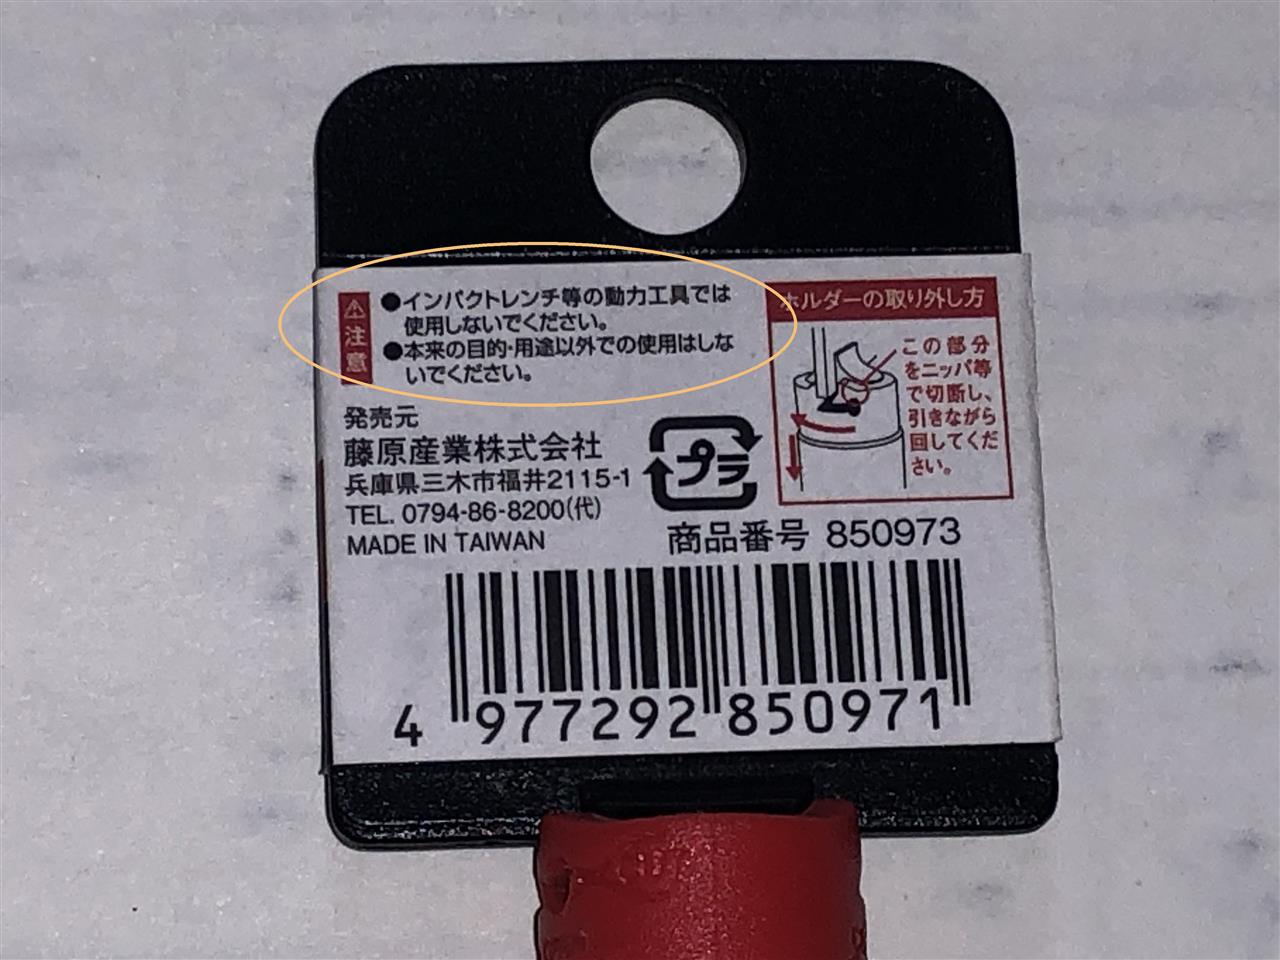 ⚠注意
●インパクトレンチ等の動力工具では
使用しないでください。
●本来の目的・用途以外での使用はしな
いでください。
発売元
藤原産業株式会社
兵庫県三木市福井2115-1
TEL. 0794-86-8200(代)
MADE IN TAIWAN
プラ
ホルダーの取り外し方
この部分
をニッパ等
で切断し、
引きながら
回してくだ
さい。
商品番号 850973
4 977292 850971